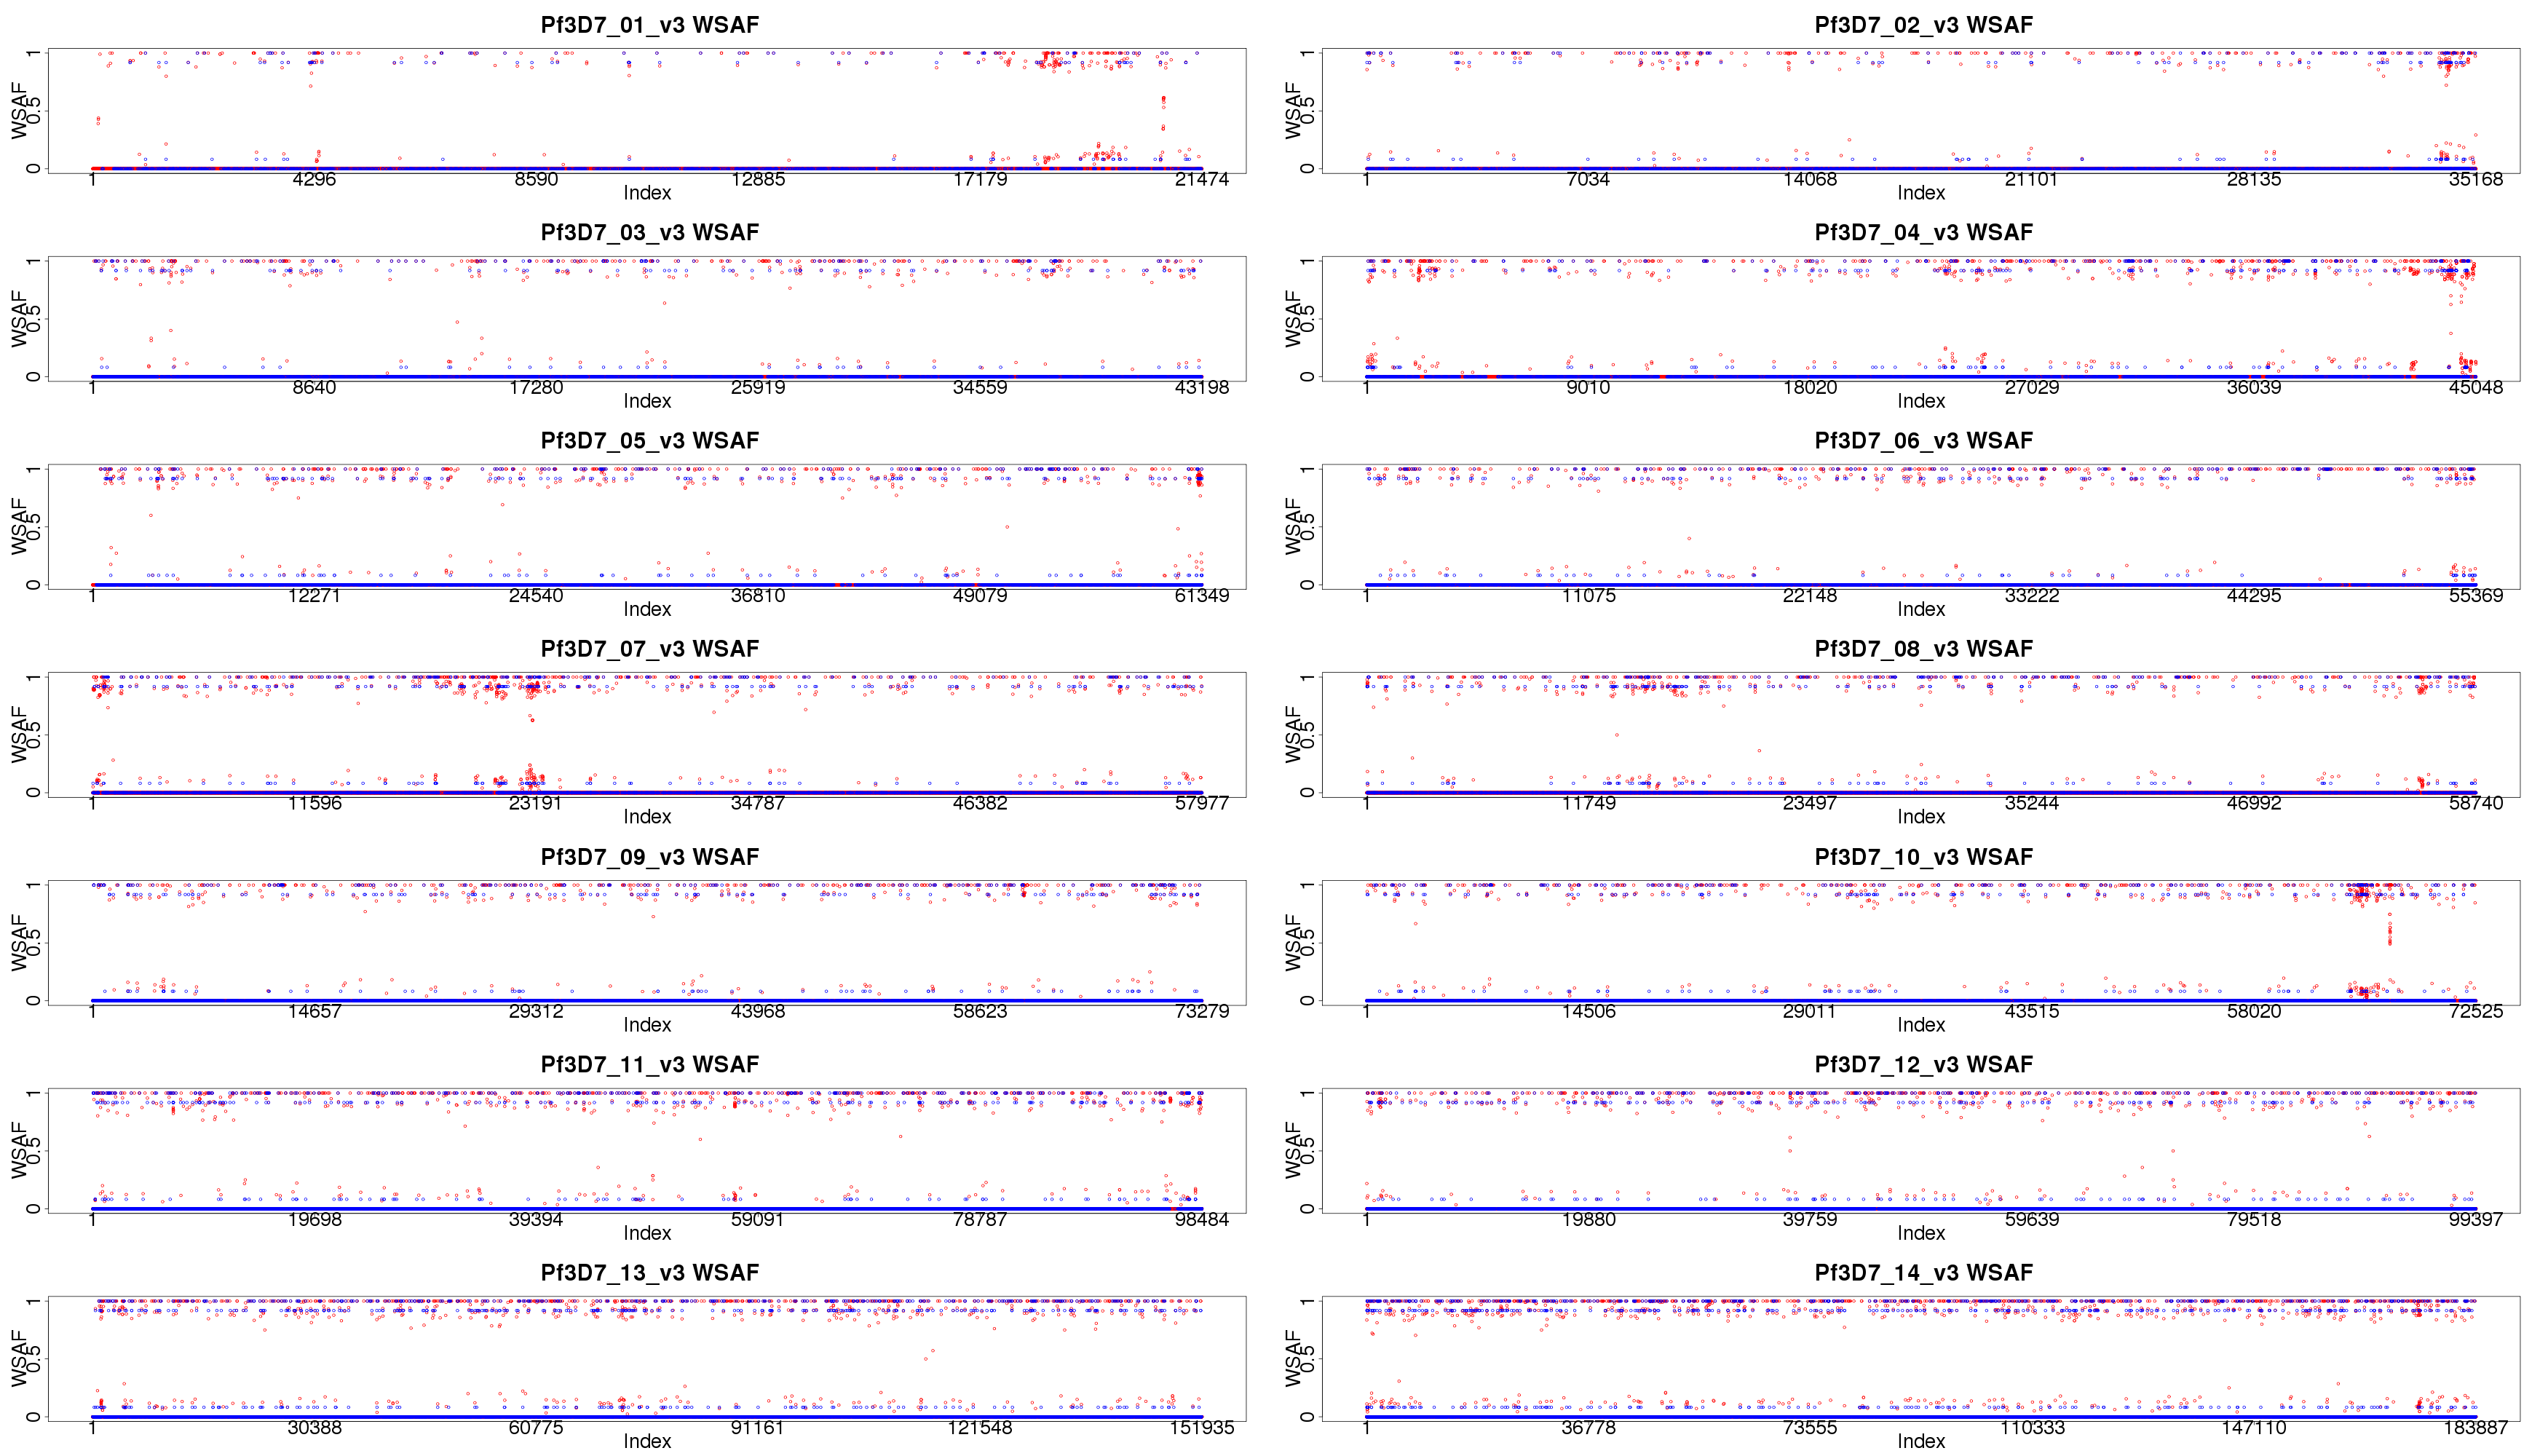 Pf3D7_01_v3 WSAF
WSAF
0 0.5 1
1 4296 8590 12885 17179 21474
Index
Pf3D7_02_v3 WSAF
WSAF
0 0.5 1
1 7034 14068 21101 28135 35168
Index
Pf3D7_03_v3 WSAF
WSAF
0 0.5 1
1 8640 17280 25919 34559 43198
Index
Pf3D7_04_v3 WSAF
WSAF
0 0.5 1
1 9010 18020 27029 36039 45048
Index
Pf3D7_05_v3 WSAF
WSAF
0 0.5 1
1 12271 24540 36810 49079 61349
Index
Pf3D7_06_v3 WSAF
WSAF
0 0.5 1
1 11075 22148 33222 44295 55369
Index
Pf3D7_07_v3 WSAF
WSAF
0 0.5 1
1 11596 23191 34787 46382 57977
Index
Pf3D7_08_v3 WSAF
WSAF
0 0.5 1
1 11749 23497 35244 46992 58740
Index
Pf3D7_09_v3 WSAF
WSAF
0 0.5 1
1 14657 29312 43968 58623 73279
Index
Pf3D7_10_v3 WSAF
WSAF
0 0.5 1
1 14506 29011 43515 58020 72525
Index
Pf3D7_11_v3 WSAF
WSAF
0 0.5 1
1 19698 39394 59091 78787 98484
Index
Pf3D7_12_v3 WSAF
WSAF
0 0.5 1
1 19880 39759 59639 79518 99397
Index
Pf3D7_13_v3 WSAF
WSAF
0 0.5 1
1 30388 60775 91161 121548 151935
Index
Pf3D7_14_v3 WSAF
WSAF
0 0.5 1
1 36778 73555 110333 147110 183887
Index